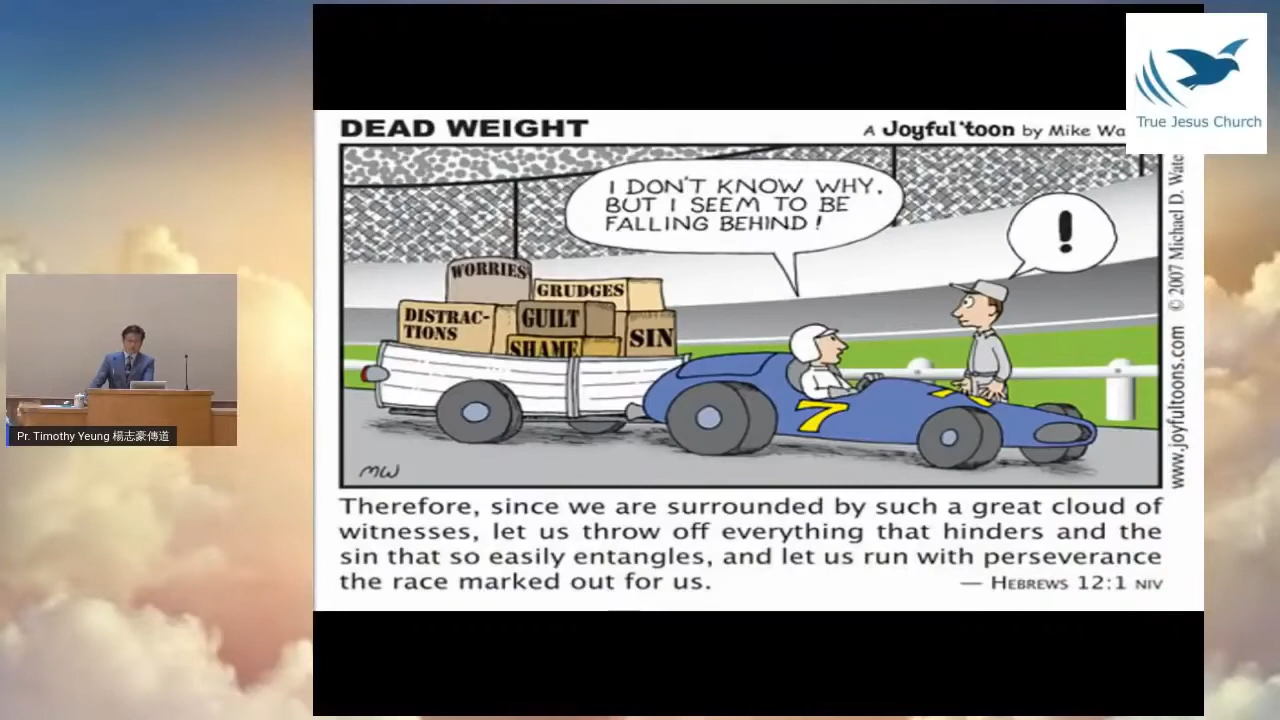 True Jesus Church
DEAD WEIGHT
A Joyful 'toon by Mike
I DON'T KNOW WHY,
BUT I SEEM TO BE
FALLING BEHIND!
!
WORRIES
GRUDGES
DISTRAC-
TIONS
GUILT
SHAME
SIN
7
MW
www.joyfultoons.com © 2007 Michael D.
Therefore, since we are surrounded by such a great cloud of
witnesses, let us throw off everything that hinders and the
sin that so easily entangles, and let us run with perseverance
the race marked out for us. — HEBREWS 12:1 NIV
Pr. Timothy Yeung 楊志豪傳道